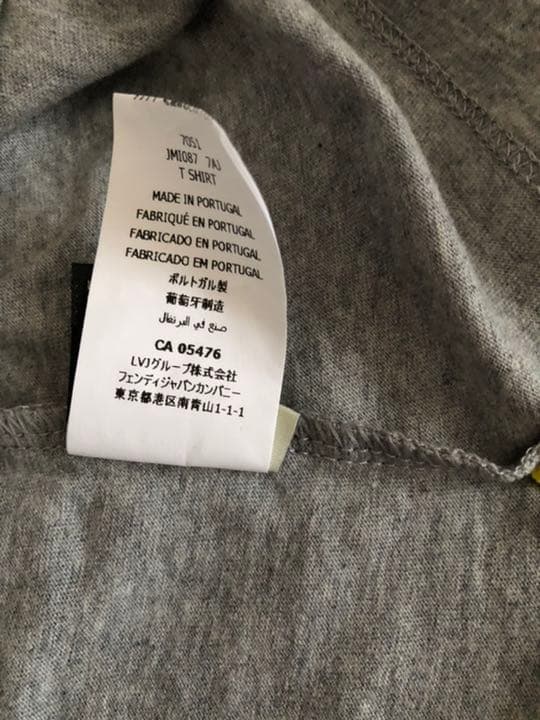 7051
JMI087 7AJ
T SHIRT
MADE IN PORTUGAL
FABRIQUÉ EN PORTUGAL
FABRICADO EN PORTUGAL
FABRICADO EM PORTUGAL
ポルトガル製
葡萄牙制造
صنع في البرتغال
CA 05476
LVJグループ株式会社
フェンディジャパンカンパニー
東京都港区南青山1-1-1